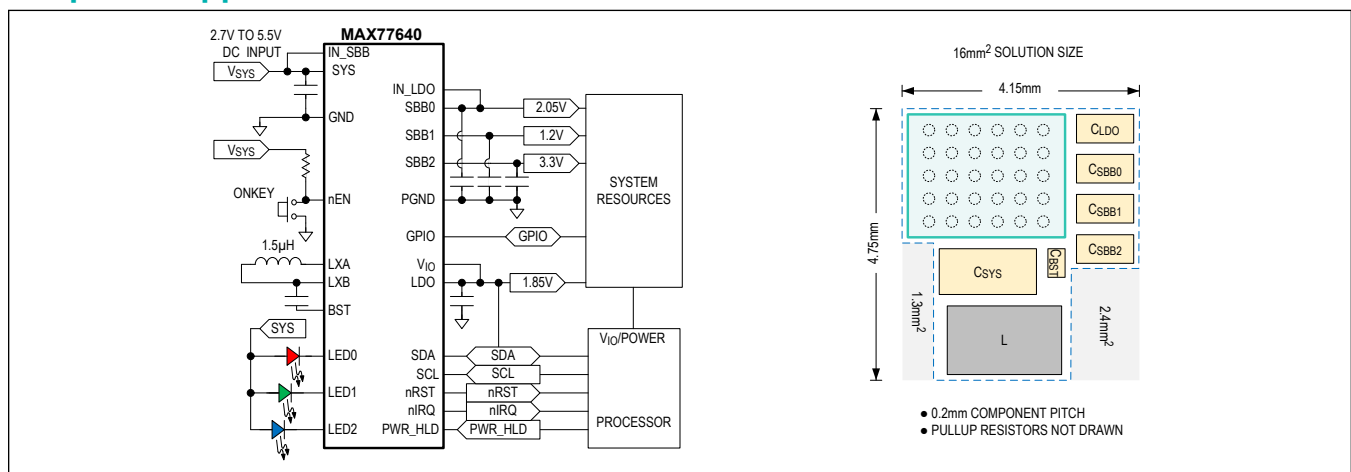 MAX77640
2.7V TO 5.5V
DC INPUT
IN_SBB
VSYS
SYS
GND
VSYS
ONKEY
nEN
1.5µH
LXA
LXB
BST
SYS
LED0
LED1
LED2
IN_LDO
SBB0
2.05V
SBB1
1.2V
SBB2
3.3V
PGND
GPIO
GPIO
VIO
LDO
1.85V
SYSTEM
RESOURCES
SDA
SDA
SCL
SCL
nRST
nRST
nIRQ
nIRQ
PWR_HLD
PWR_HLD
VIO/POWER
PROCESSOR
16mm² SOLUTION SIZE
4.15mm
4.75mm
CLDO
CSBB0
CSBB1
CSBB2
CSYS
CBST
L
1.3mm²
2.4mm²
● 0.2mm COMPONENT PITCH
● PULLUP RESISTORS NOT DRAWN